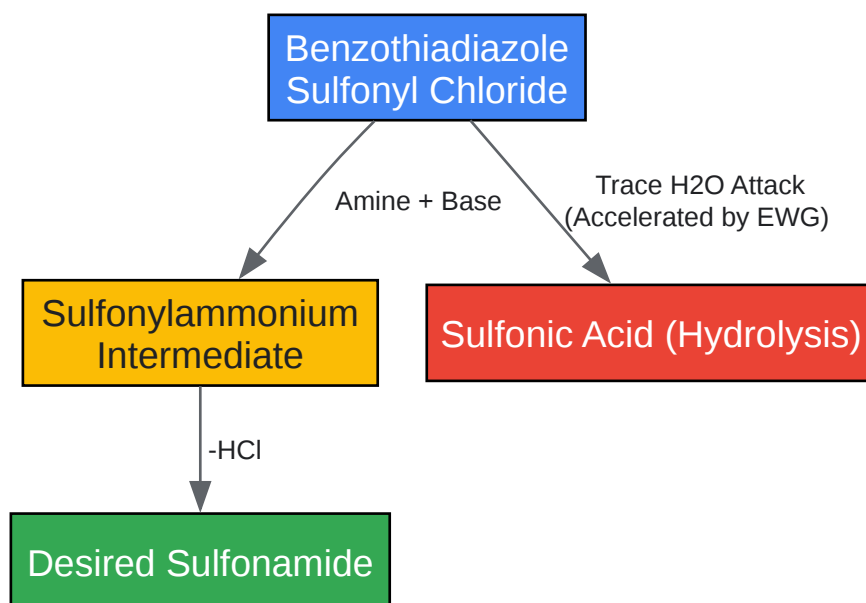 Benzothiadiazole
Sulfonyl Chloride
Amine + Base
Trace H2O Attack
(Accelerated by EWG)
Sulfonylammonium
Intermediate
Sulfonic Acid (Hydrolysis)
-HCl
Desired Sulfonamide